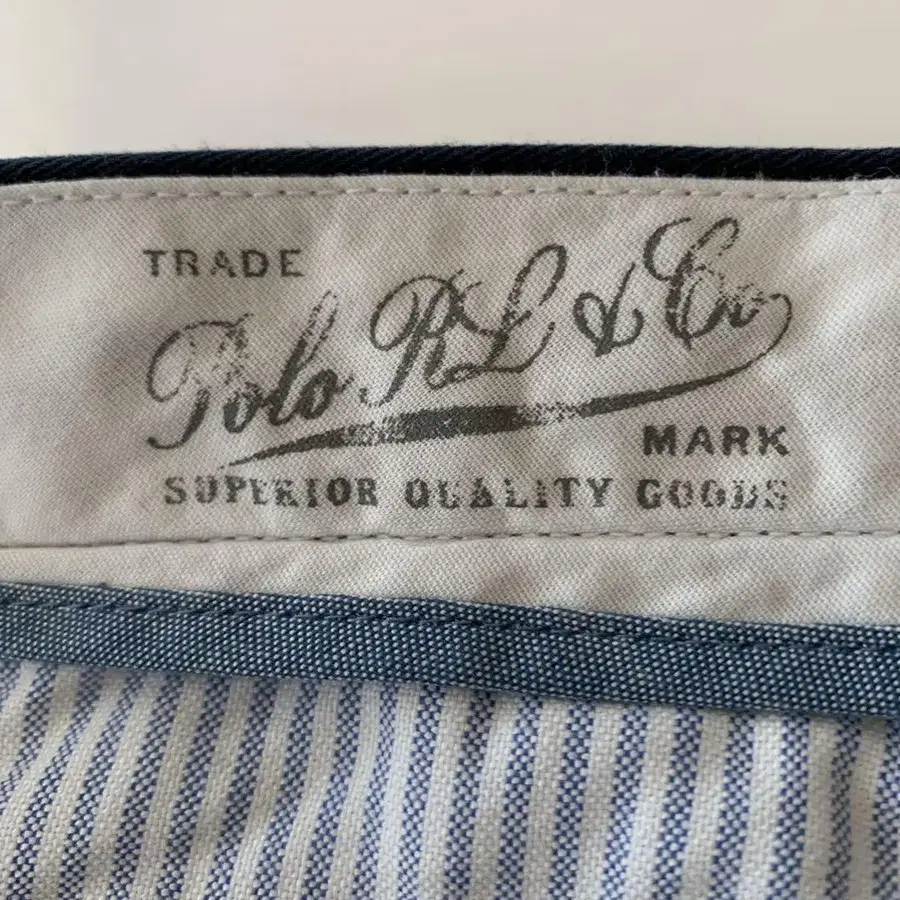 TRADE
Polo RL & Co
MARK
SUPERIOR QUALITY GOODS